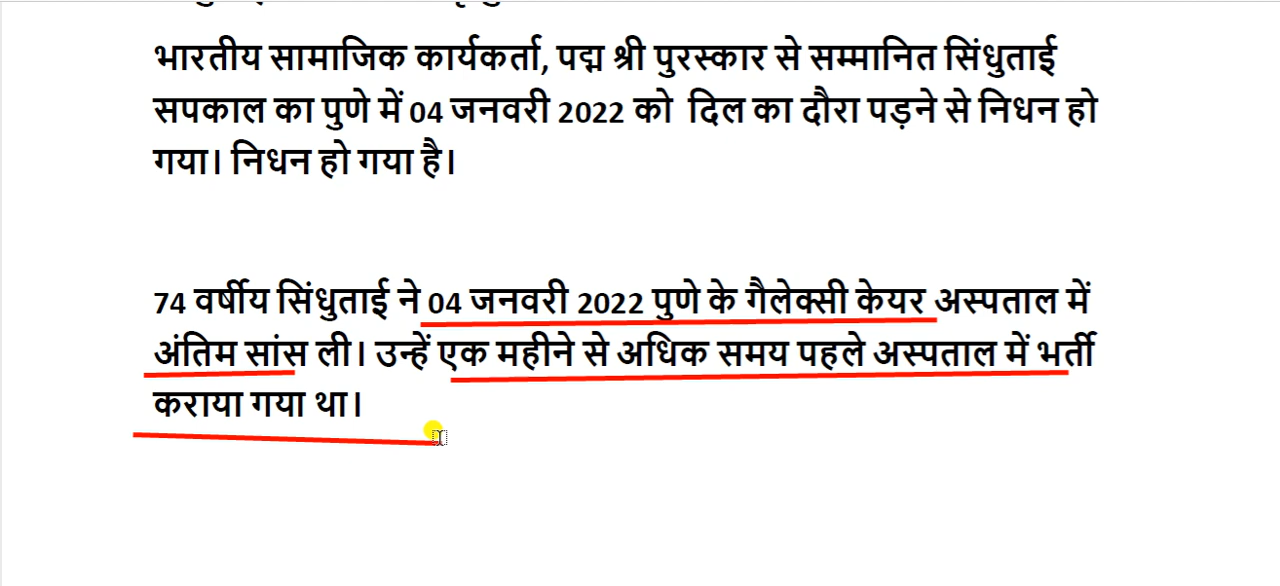 भारतीय सामाजिक कार्यकर्ता, पद्म श्री पुरस्कार से सम्मानित सिंधुताई
सपकाल का पुणे में 04 जनवरी 2022 को दिल का दौरा पड़ने से निधन हो
गया। निधन हो गया है।
74 वर्षीय सिंधुताई ने 04 जनवरी 2022 पुणे के गैलेक्सी केयर अस्पताल में
अंतिम सांस ली। उन्हें एक महीने से अधिक समय पहले अस्पताल में भर्ती
कराया गया था।